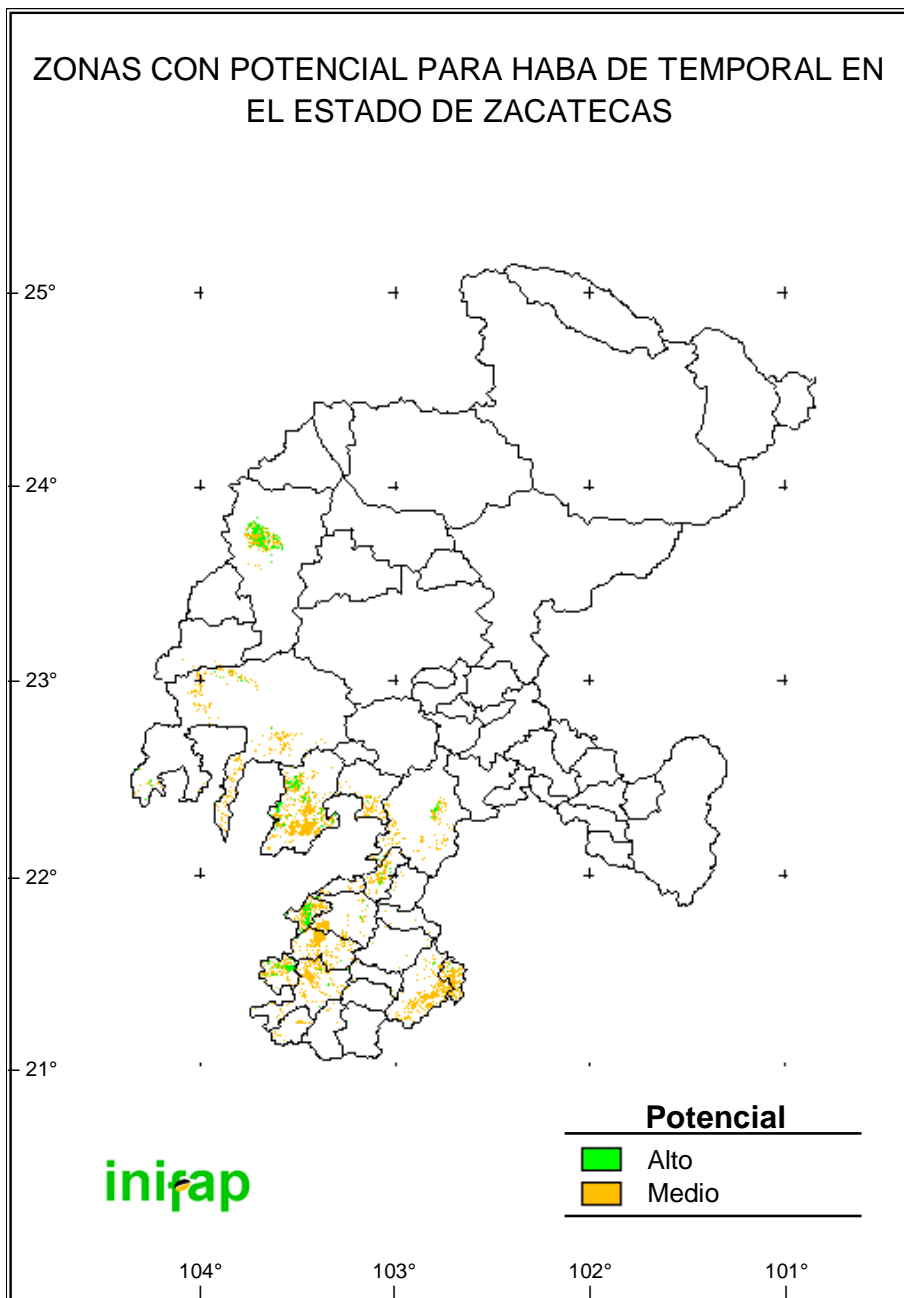 ZONAS CON POTENCIAL PARA HABA DE TEMPORAL EN
EL ESTADO DE ZACATECAS
25°
24°
23°
22°
21°
Potencial
Alto
Medio
inifap
104°
103°
102°
101°